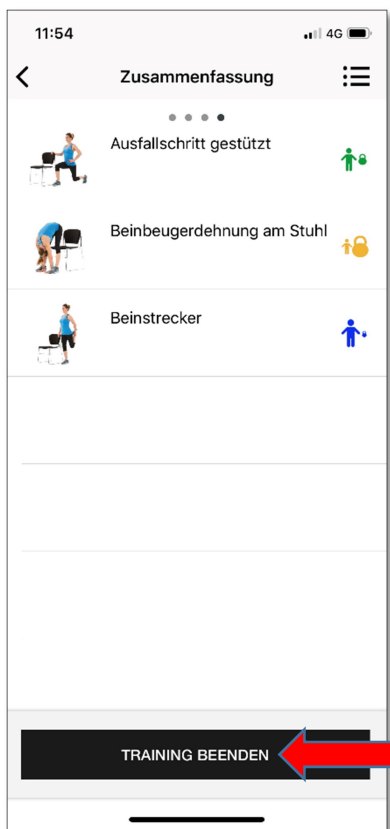 11:54
4G
Zusammenfassung
Ausfallschritt gestützt
Beinbeugerdehnung am Stuhl
Beinstrecker
TRAINING BEENDEN